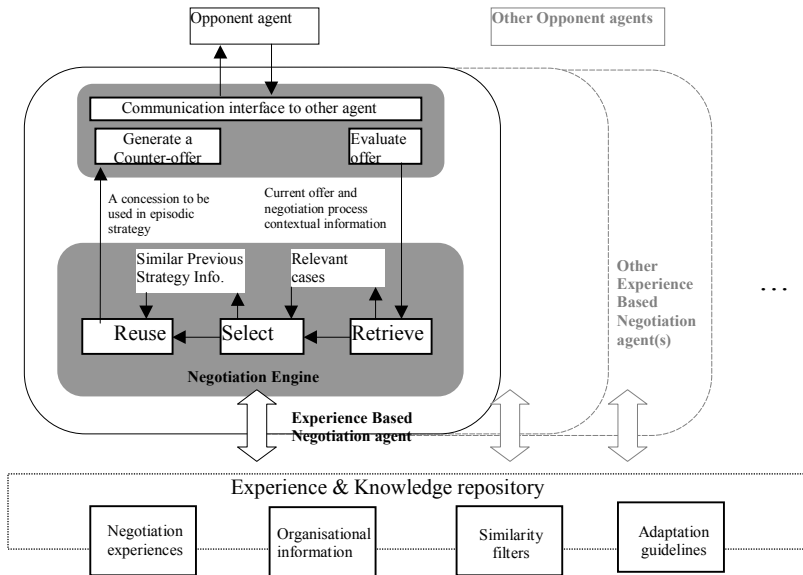 Opponent agent
Other Opponent agents
Communication interface to other agent
Generate a
Counter-offer
Evaluate
offer
A concession to be
used in episodic
strategy
Current offer and
negotiation process
contextual information
Similar Previous
Strategy Info.
Relevant
cases
Reuse
Select
Retrieve
Negotiation Engine
Other
Experience
Based
Negotiation
agent(s)
...
Experience Based
Negotiation agent
Experience & Knowledge repository
Negotiation
experiences
Organisational
information
Similarity
filters
Adaptation
guidelines